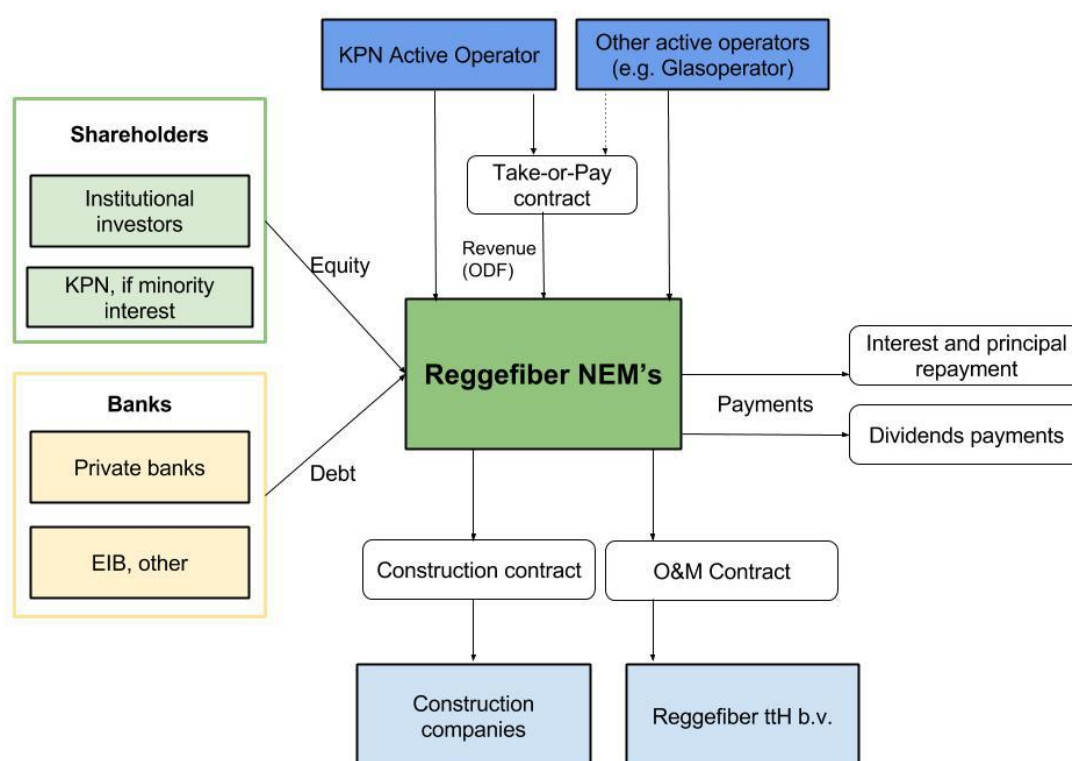 KPN Active
Operator
Other active operators
(e.g. Glasoperator)
Shareholders
Institutional
investors
KPN, if minority
interest
Take-or-Pay
contract
Revenue
(ODF)
Equity
Reggefiber NEM's
Interest and principal
repayment
Payments
Dividends payments
Banks
Private banks
EIB, other
Debt
Construction contract
O&M Contract
Construction
companies
Reggefiber ttH b.v.